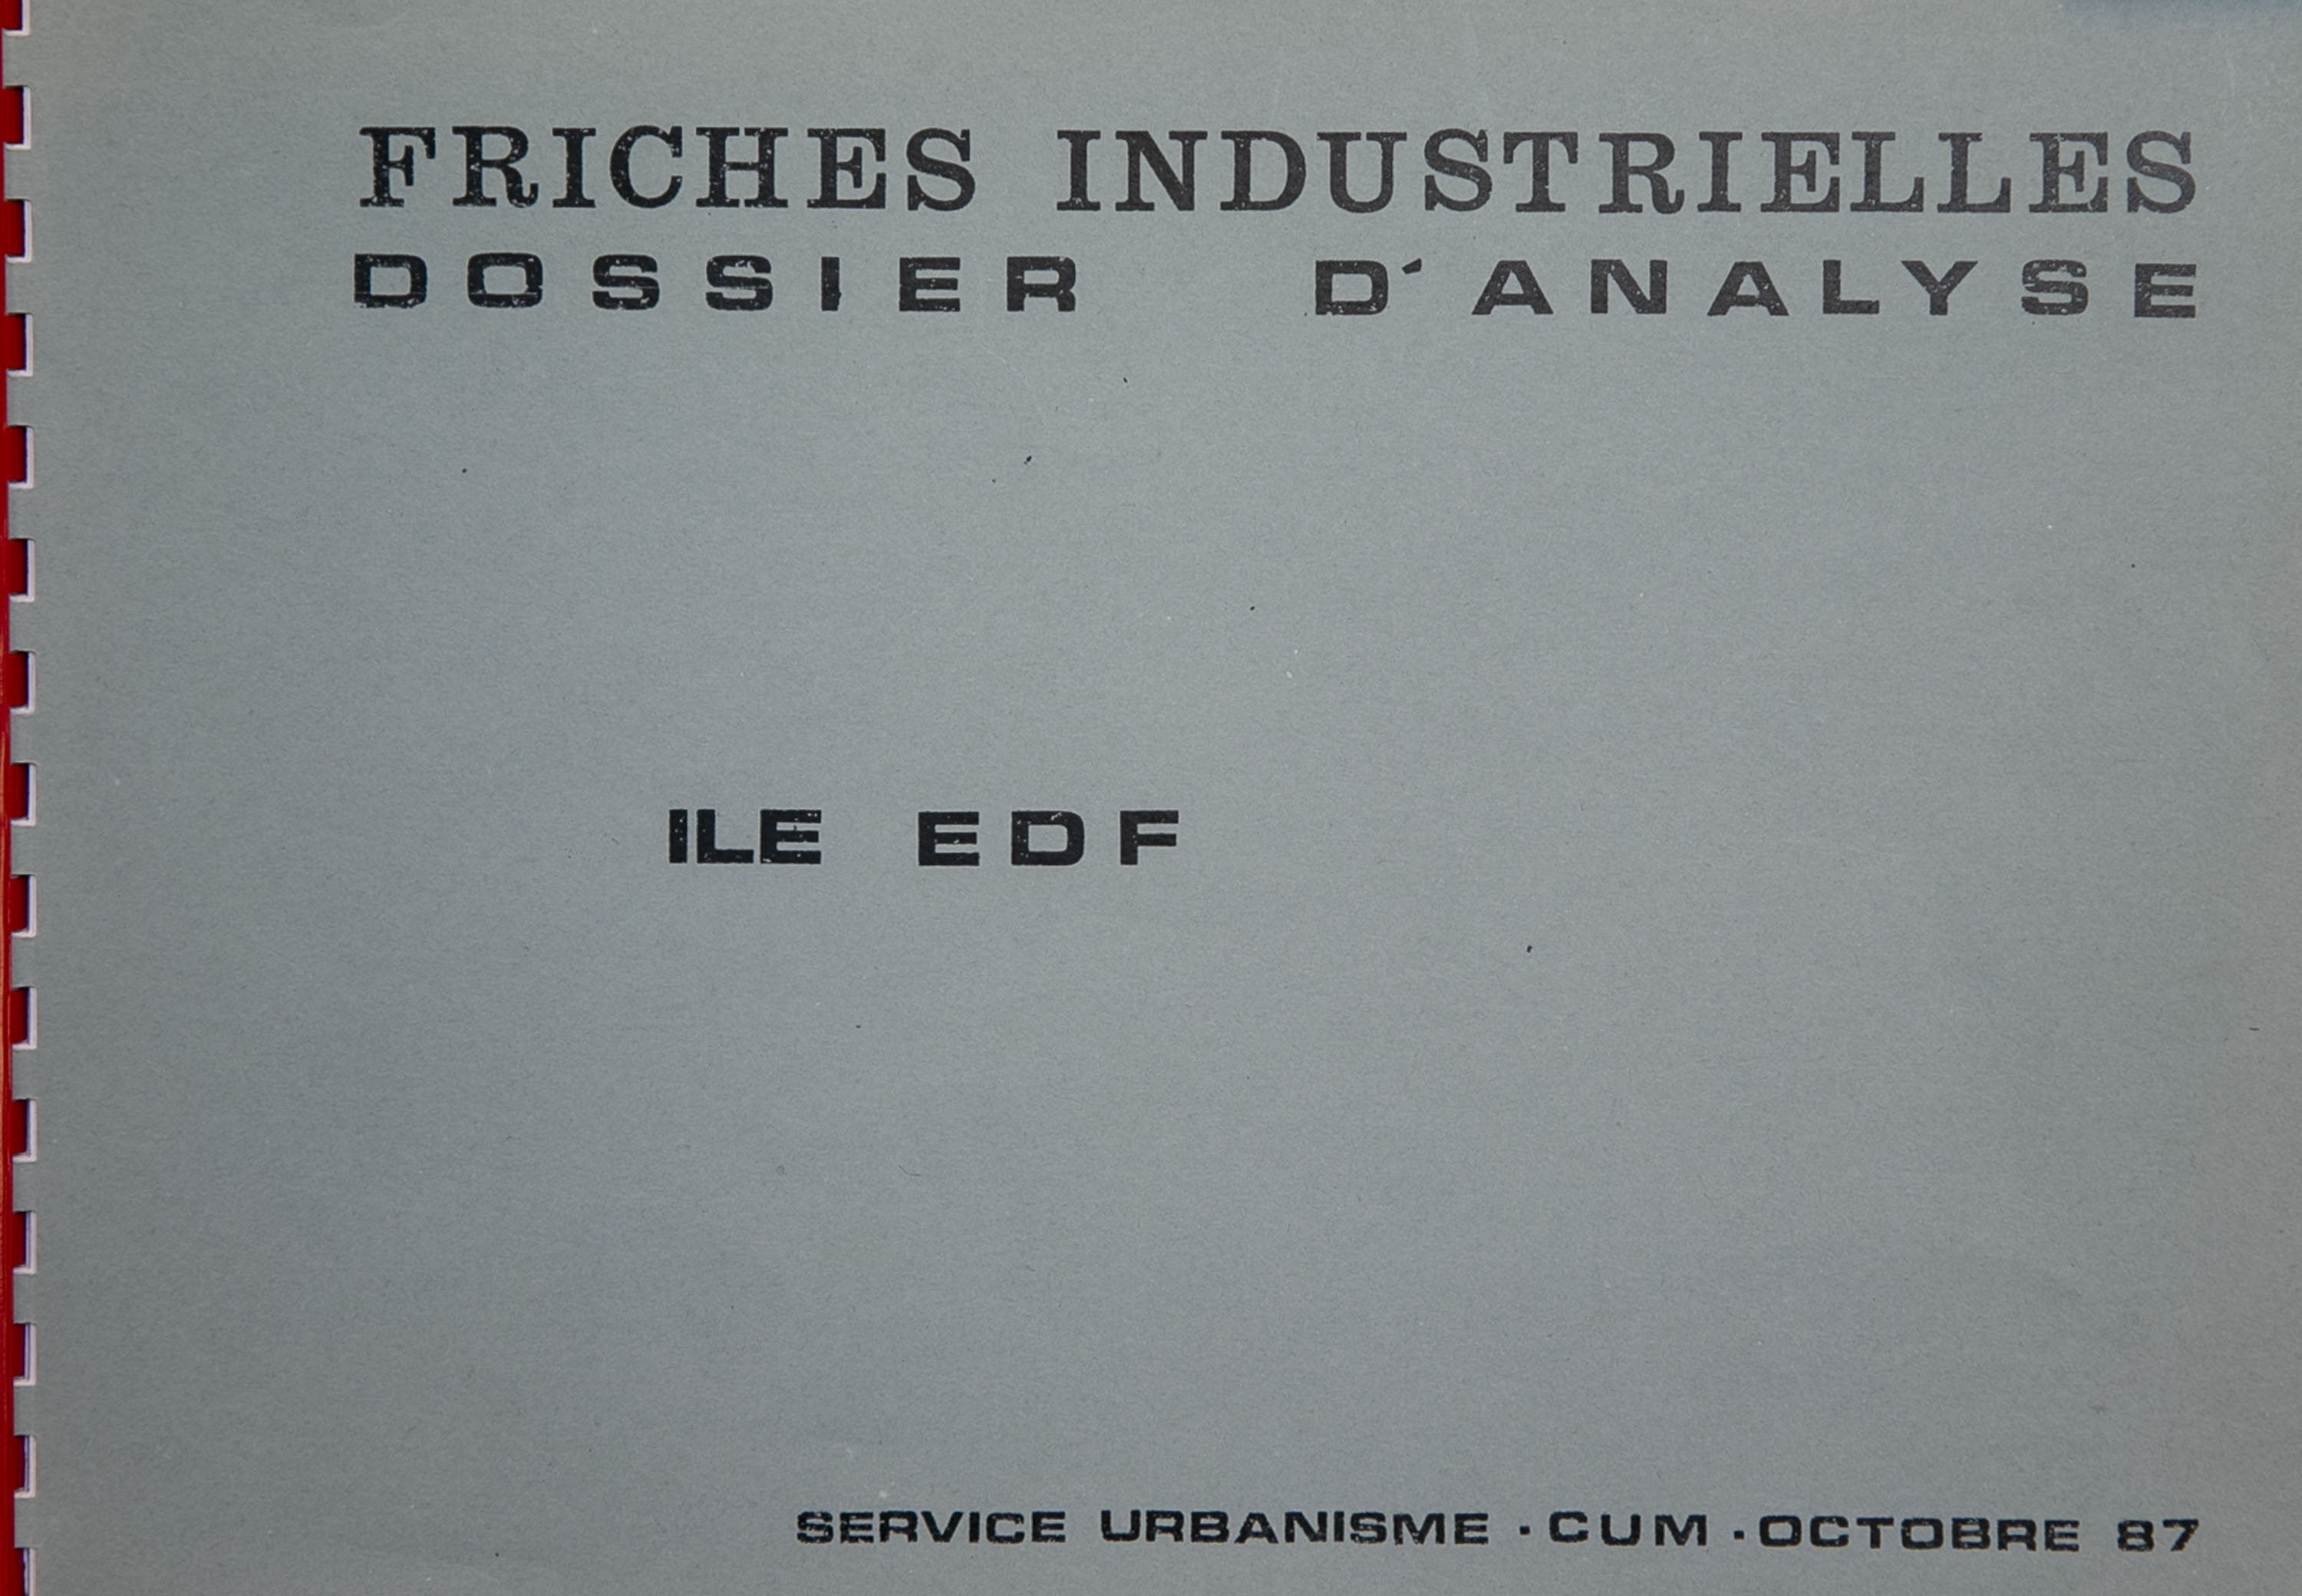 FRICHES INDUSTRIELLES
DOSSIER D'ANALYSE
ILE EDF
SERVICE URBANISME · CUM · OCTOBRE 87